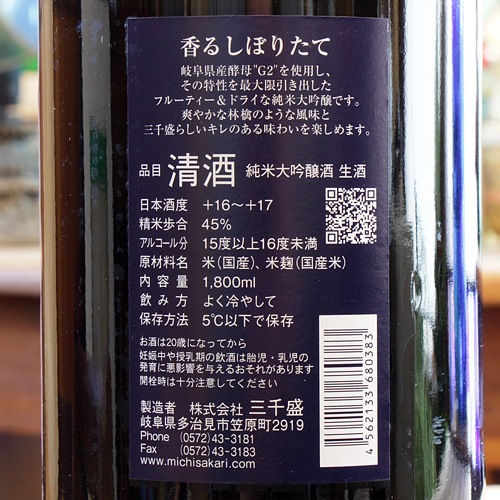 香るしぼりたて
岐阜県産酵母"G2"を使用し、
その特性を最大限引き出した
フルーティー＆ドライな純米大吟醸です。
爽やかな林檎のような風味と
三千盛らしいキレのある味わいを楽しめます。
品目 清酒 純米大吟醸酒 生酒
日本酒度 +16～+17
精米歩合 45%
アルコール分 15度以上16度未満
原材料名 米（国産）、米麹（国産米）
内容量 1,800ml
飲み方 よく冷やして
保存方法 5℃以下で保存
お酒は20歳になってから
妊娠中や授乳期の飲酒は胎児・乳児の
発育に悪影響を与えるおそれがあります
開栓時は十分注意してください
製造者 株式会社 三千盛
岐阜県多治見市笠原町2919
Phone (0572)43-3181
Fax (0572)43-3183
www.michisakari.com
4562133680383